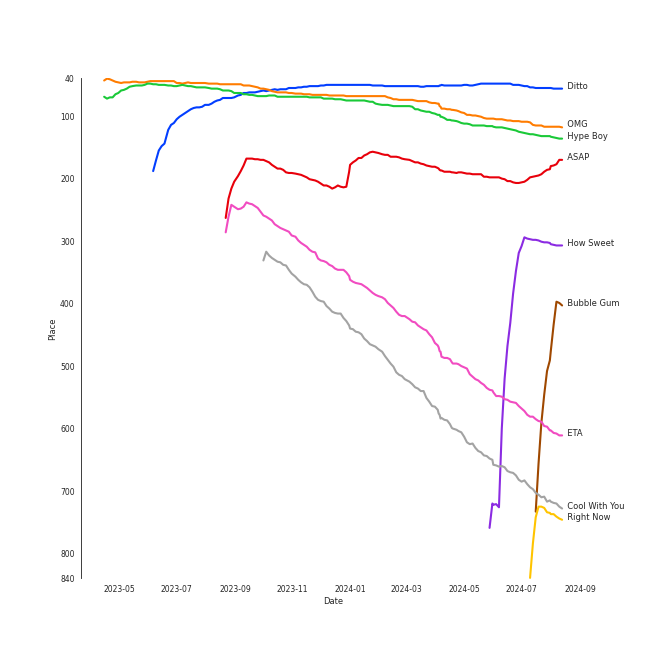 40
100
200
300
400
500
600
700
800
840
Place
Ditto
OMG
Hype Boy
ASAP
How Sweet
Bubble Gum
ETA
Cool With You
Right Now
2023-05 2023-07 2023-09 2023-11 2024-01 2024-03 2024-05 2024-07 2024-09
Date